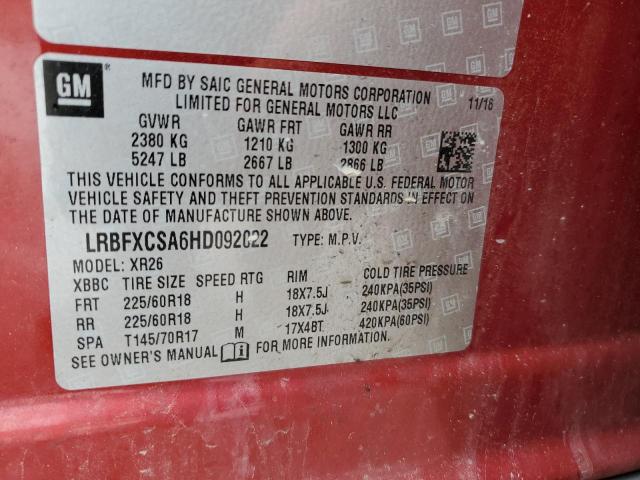 GM
MFD BY SAIC GENERAL MOTORS CORPORATION
LIMITED FOR GENERAL MOTORS LLC
11/16
GVWR GAWR FRT GAWR RR
2380 KG 1210 KG 1300 KG
5247 LB 2667 LB 2866 LB
THIS VEHICLE CONFORMS TO ALL APPLICABLE U.S. FEDERAL MOTOR
VEHICLE SAFETY AND THEFT PREVENTION STANDARDS IN EFFECT ON
THE DATE OF MANUFACTURE SHOWN ABOVE.
LRBFXCSA6HD092022 TYPE: M.P.V.
MODEL: XR26
XBBC TIRE SIZE SPEED RTG RIM COLD TIRE PRESSURE
FRT 225/60R18 H 18X7.5J 240KPA(35PSI)
RR 225/60R18 H 18X7.5J 240KPA(35PSI)
SPA T145/70R17 M 17X4BT 420KPA(60PSI)
SEE OWNER'S MANUAL FOR MORE INFORMATION.